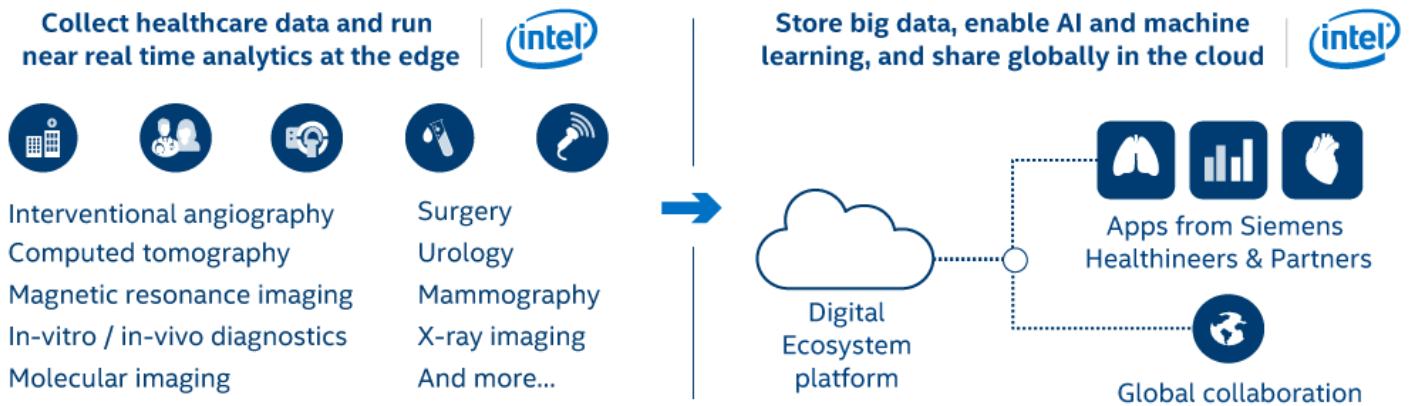 Collect healthcare data and run
near real time analytics at the edge
intel
Interventional angiography
Computed tomography
Magnetic resonance imaging
In-vitro / in-vivo diagnostics
Molecular imaging
Surgery
Urology
Mammography
X-ray imaging
And more...
Store big data, enable AI and machine
learning, and share globally in the cloud
intel
Digital
Ecosystem
platform
Apps from Siemens
Healthineers & Partners
Global collaboration